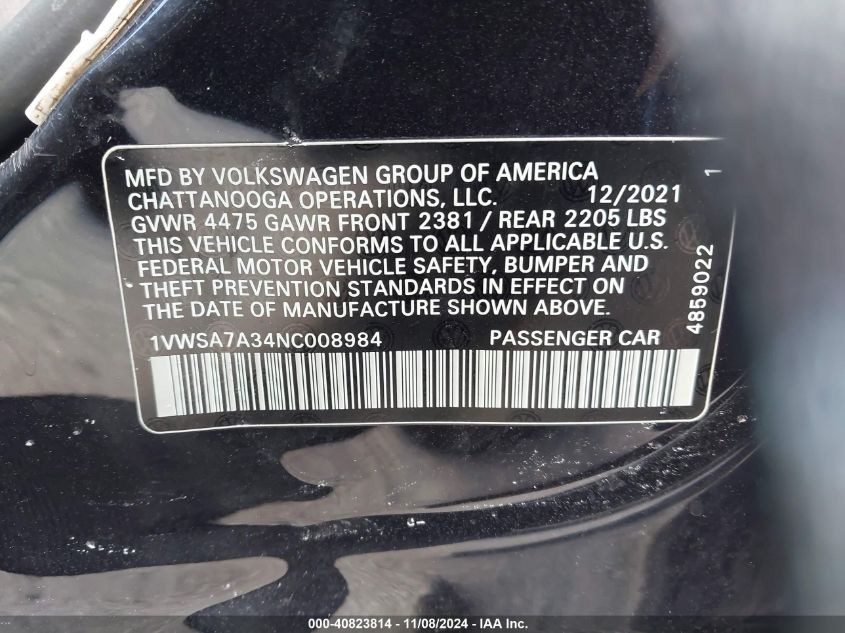 MFD BY VOLKSWAGEN GROUP OF AMERICA
CHATTANOOGA OPERATIONS, LLC. 12/2021
GVWR 4475 GAWR FRONT 2381 / REAR 2205 LBS
THIS VEHICLE CONFORMS TO ALL APPLICABLE U.S.
FEDERAL MOTOR VEHICLE SAFETY, BUMPER AND
THEFT PREVENTION STANDARDS IN EFFECT ON
THE DATE OF MANUFACTURE SHOWN ABOVE.
1VWSA7A34NC008984 PASSENGER CAR
4859022 1
000-40823814 - 11/08/2024 - IAA Inc.